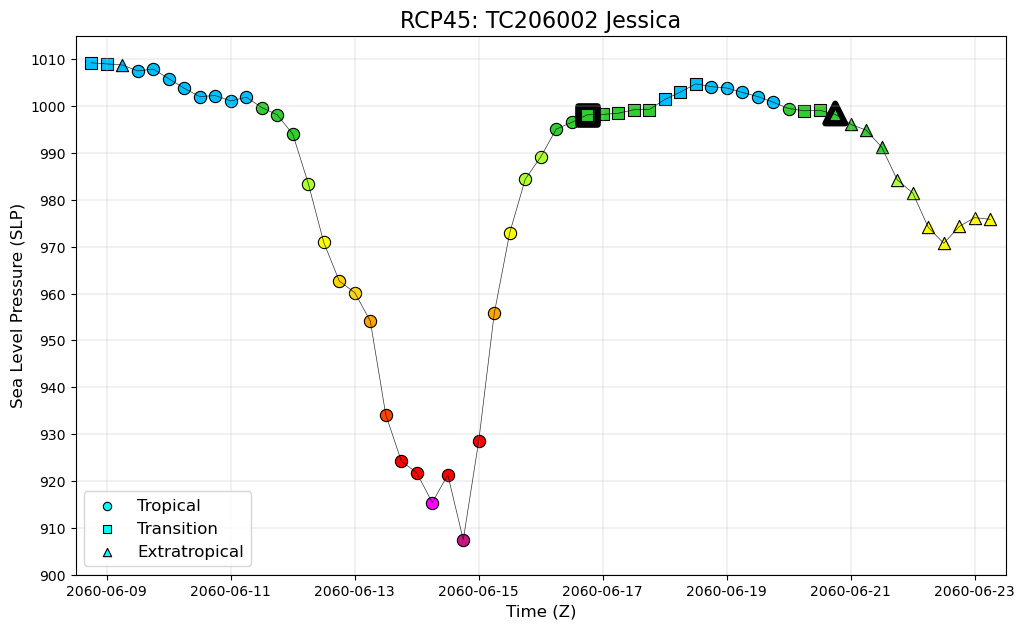 RCP45: TC206002 Jessica
Sea Level Pressure (SLP)
1010
1000
990
980
970
960
950
940
930
920
910
900
Tropical
Transition
Extratropical
2060-06-09 2060-06-11 2060-06-13 2060-06-15 2060-06-17 2060-06-19 2060-06-21 2060-06-23
Time (Z)